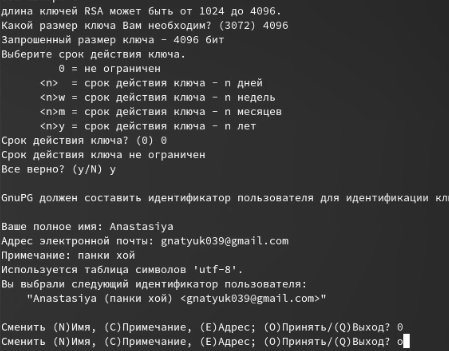 длина ключей RSA может быть от 1024 до 4096.
Какой размер ключа Вам необходим? (3072) 4096
Запрошенный размер ключа - 4096 бит
Выберите срок действия ключа.
0 = не ограничен
<n> = срок действия ключа - n дней
<n>w = срок действия ключа - n недель
<n>m = срок действия ключа - n месяцев
<n>y = срок действия ключа - n лет
Срок действия ключа? (0) 0
Срок действия ключа не ограничен
Все верно? (y/N) y
GnuPG должен составить идентификатор пользователя для идентификации
Ваше полное имя: Anastasiya
Адрес электронной почты: gnatyuk039@gmail.com
Примечание: панки хой
Используется таблица символов 'utf-8'.
Вы выбрали следующий идентификатор пользователя:
"Anastasiya (панки хой) <gnatyuk039@gmail.com>"
Сменить (N)Имя, (C)Примечание, (E)Адрес; (O)Принять/(Q)Выход? 0
Сменить (N)Имя, (C)Примечание, (E)Адрес; (O)Принять/(Q)Выход? o